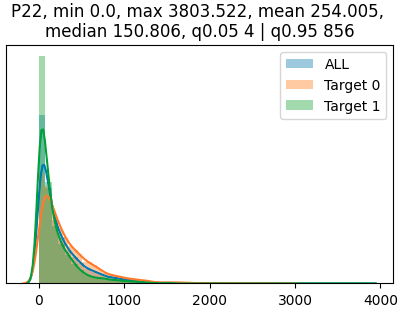 P22, min 0.0, max 3803.522, mean 254.005,
median 150.806, q0.05 4 | q0.95 856
ALL
Target 0
Target 1
0 1000 2000 3000 4000